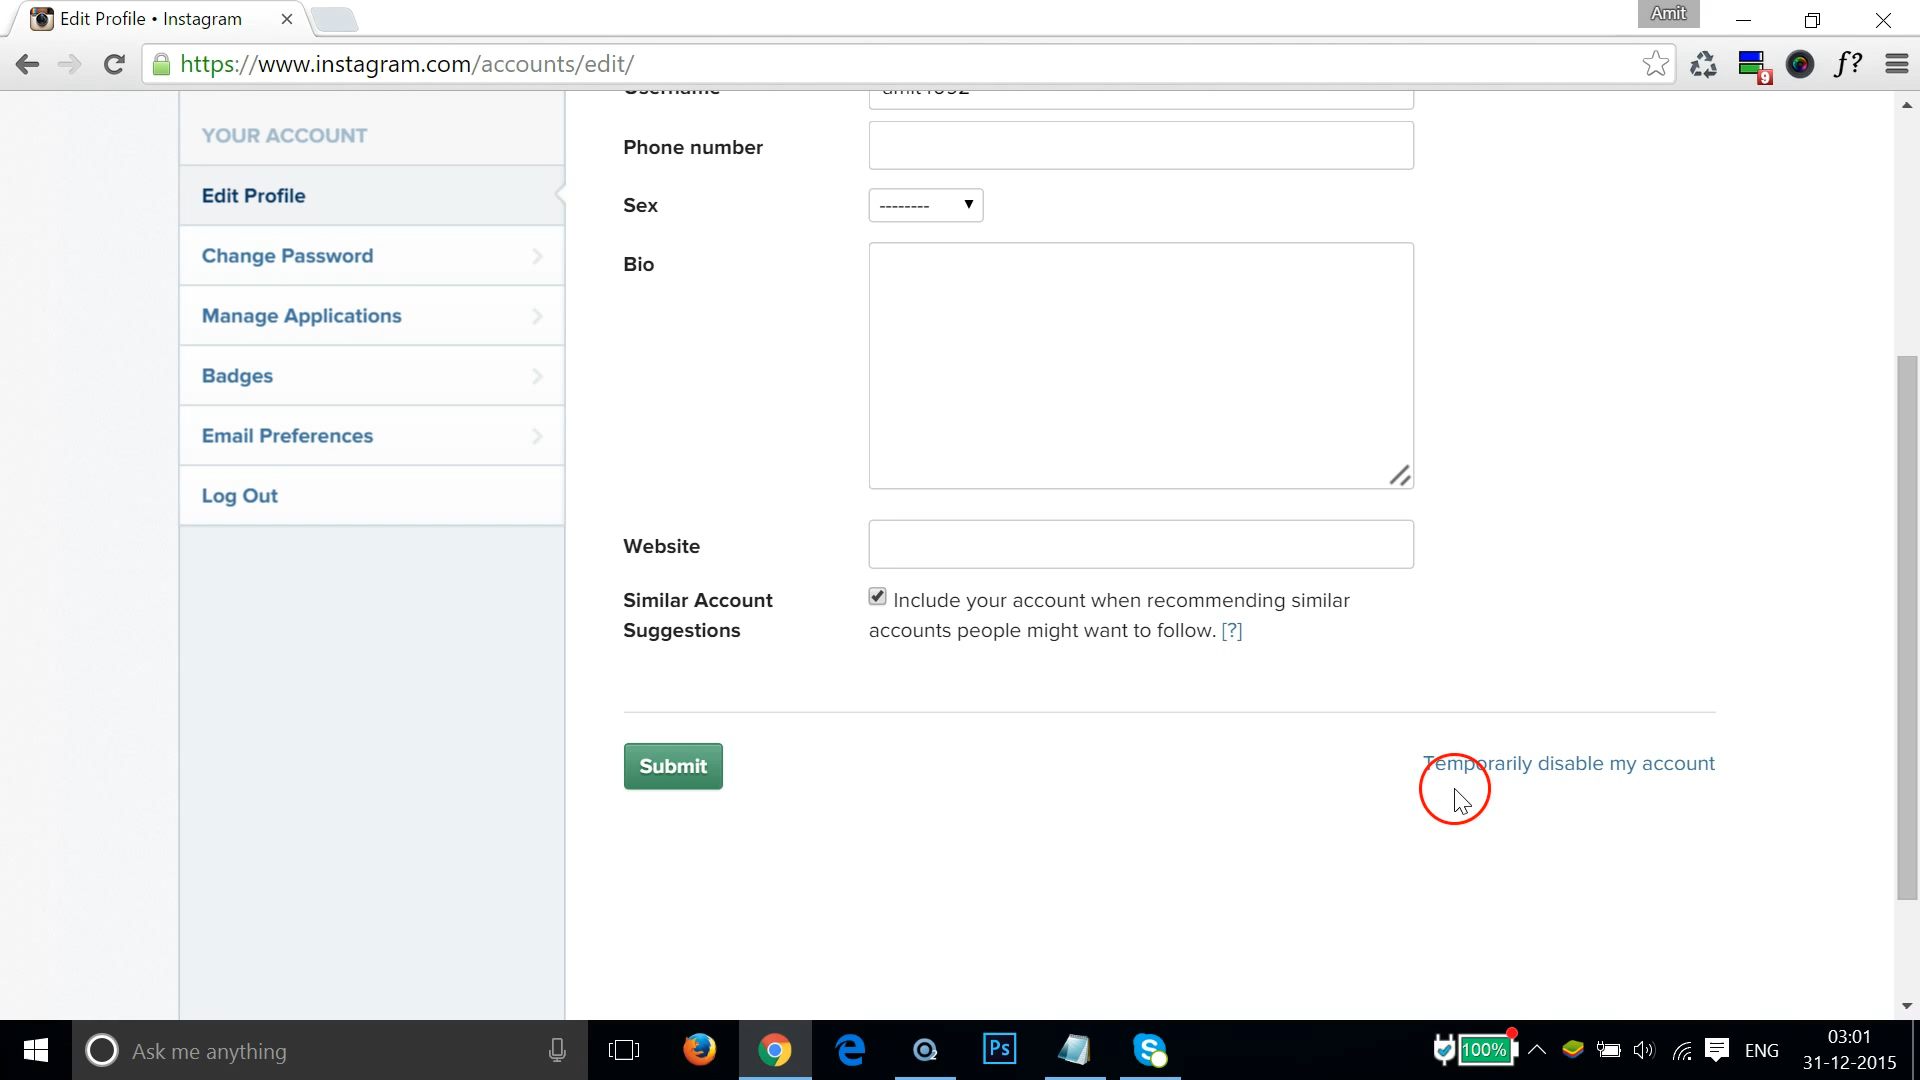 Edit Profile • Instagram
Amit
https://www.instagram.com/accounts/edit/
9
f?
YOUR ACCOUNT
Edit Profile
Change Password
Manage Applications
Badges
Email Preferences
Log Out
Username
Phone number
Sex
--------
Bio
Website
Similar Account
Suggestions
Include your account when recommending similar
accounts people might want to follow. [?]
Submit
Temporarily disable my account
Ask me anything
Ps
100%
ENG
03:01
31-12-2015